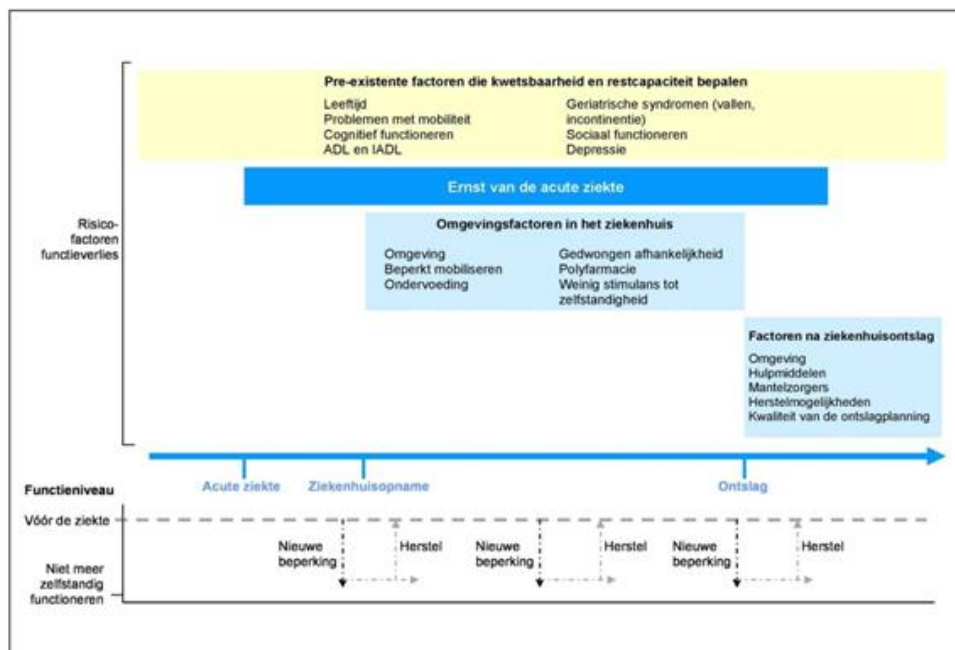 Pre-existente factoren die kwetsbaarheid en restcapaciteit bepalen
Leeftijd
Problemen met mobiliteit
Cognitief functioneren
ADL en IADL
Geriatrische syndromen (vallen,
incontinentie)
Sociaal functioneren
Depressie
Ernst van de acute ziekte
Risico-
factoren
functieverlies
Omgevingsfactoren in het ziekenhuis
Omgeving
Beperkt mobiliseren
Ondervoeding
Gedwongen afhankelijkheid
Polyfarmacie
Weinig stimulans tot
zelfstandigheid
Factoren na ziekenhuisontslag
Omgeving
Hulpmiddelen
Mantelzorgers
Herstelmogelijkheden
Kwaliteit van de ontslagplanning
Acute ziekte
Ziekenhuisopname
Ontslag
Functieniveau
Vóór de ziekte
Nieuwe
beperking
Herstel
Nieuwe
beperking
Herstel
Nieuwe
beperking
Herstel
Niet meer
zelfstandig
functioneren